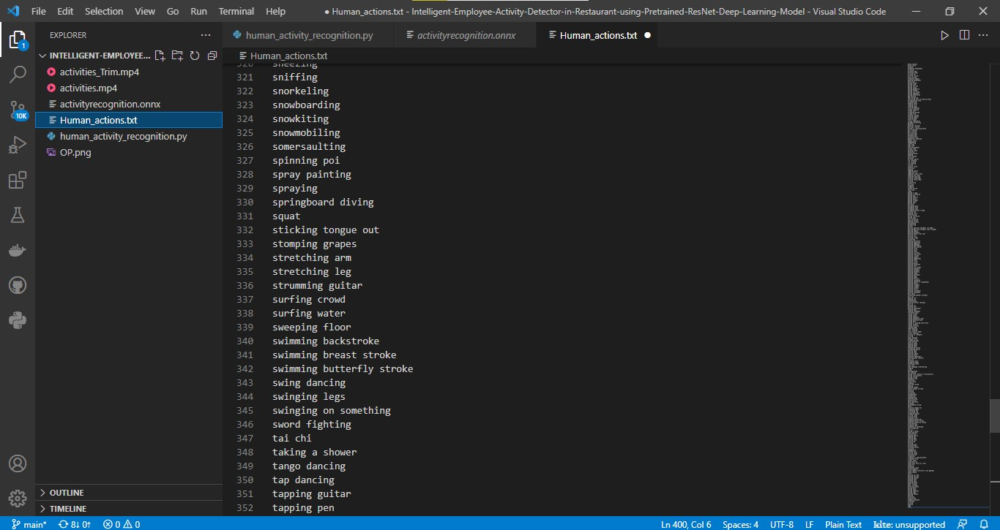 File Edit Selection View Go Run Terminal Help
● Human_actions.txt - Intelligent-Employee-Activity-Detector-in-Restaurant-using-Pretrained-ResNet-Deep-Learning-Model - Visual Studio Code
EXPLORER
human_activity_recognition.py
activityrecognition.onnx
Human_actions.txt
1
INTELLIGENT-EMPLOYEE...
Human_actions.txt
activities_Trim.mp4
activities.mp4
activityrecognition.onnx
Human_actions.txt
human_activity_recognition.py
OP.png
10K
320 sneezing
321 sniffing
322 snorkeling
323 snowboarding
324 snowkiting
325 snowmobiling
326 somersaulting
327 spinning poi
328 spray painting
329 spraying
330 springboard diving
331 squat
332 sticking tongue out
333 stomping grapes
334 stretching arm
335 stretching leg
336 strumming guitar
337 surfing crowd
338 surfing water
339 sweeping floor
340 swimming backstroke
341 swimming breast stroke
342 swimming butterfly stroke
343 swing dancing
344 swinging legs
345 swinging on something
346 sword fighting
347 tai chi
348 taking a shower
349 tango dancing
350 tap dancing
351 tapping guitar
352 tapping pen
OUTLINE
TIMELINE
main* 8↓ 0↑ 0 0
Ln 400, Col 6 Spaces: 4 UTF-8 LF Plain Text kite: unsupported